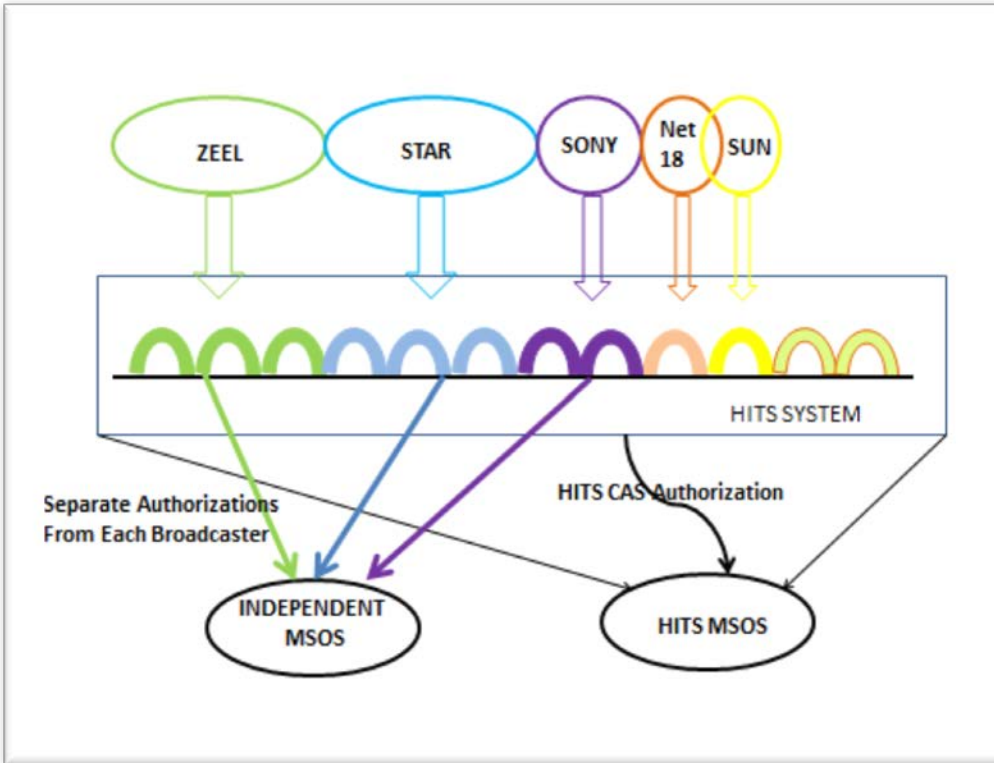 ZEEL
STAR
SONY
Net
18
SUN
HITS SYSTEM
HITS CAS Authorization
Separate Authorizations
From Each Broadcaster
INDEPENDENT
MSOS
HITS MSOS